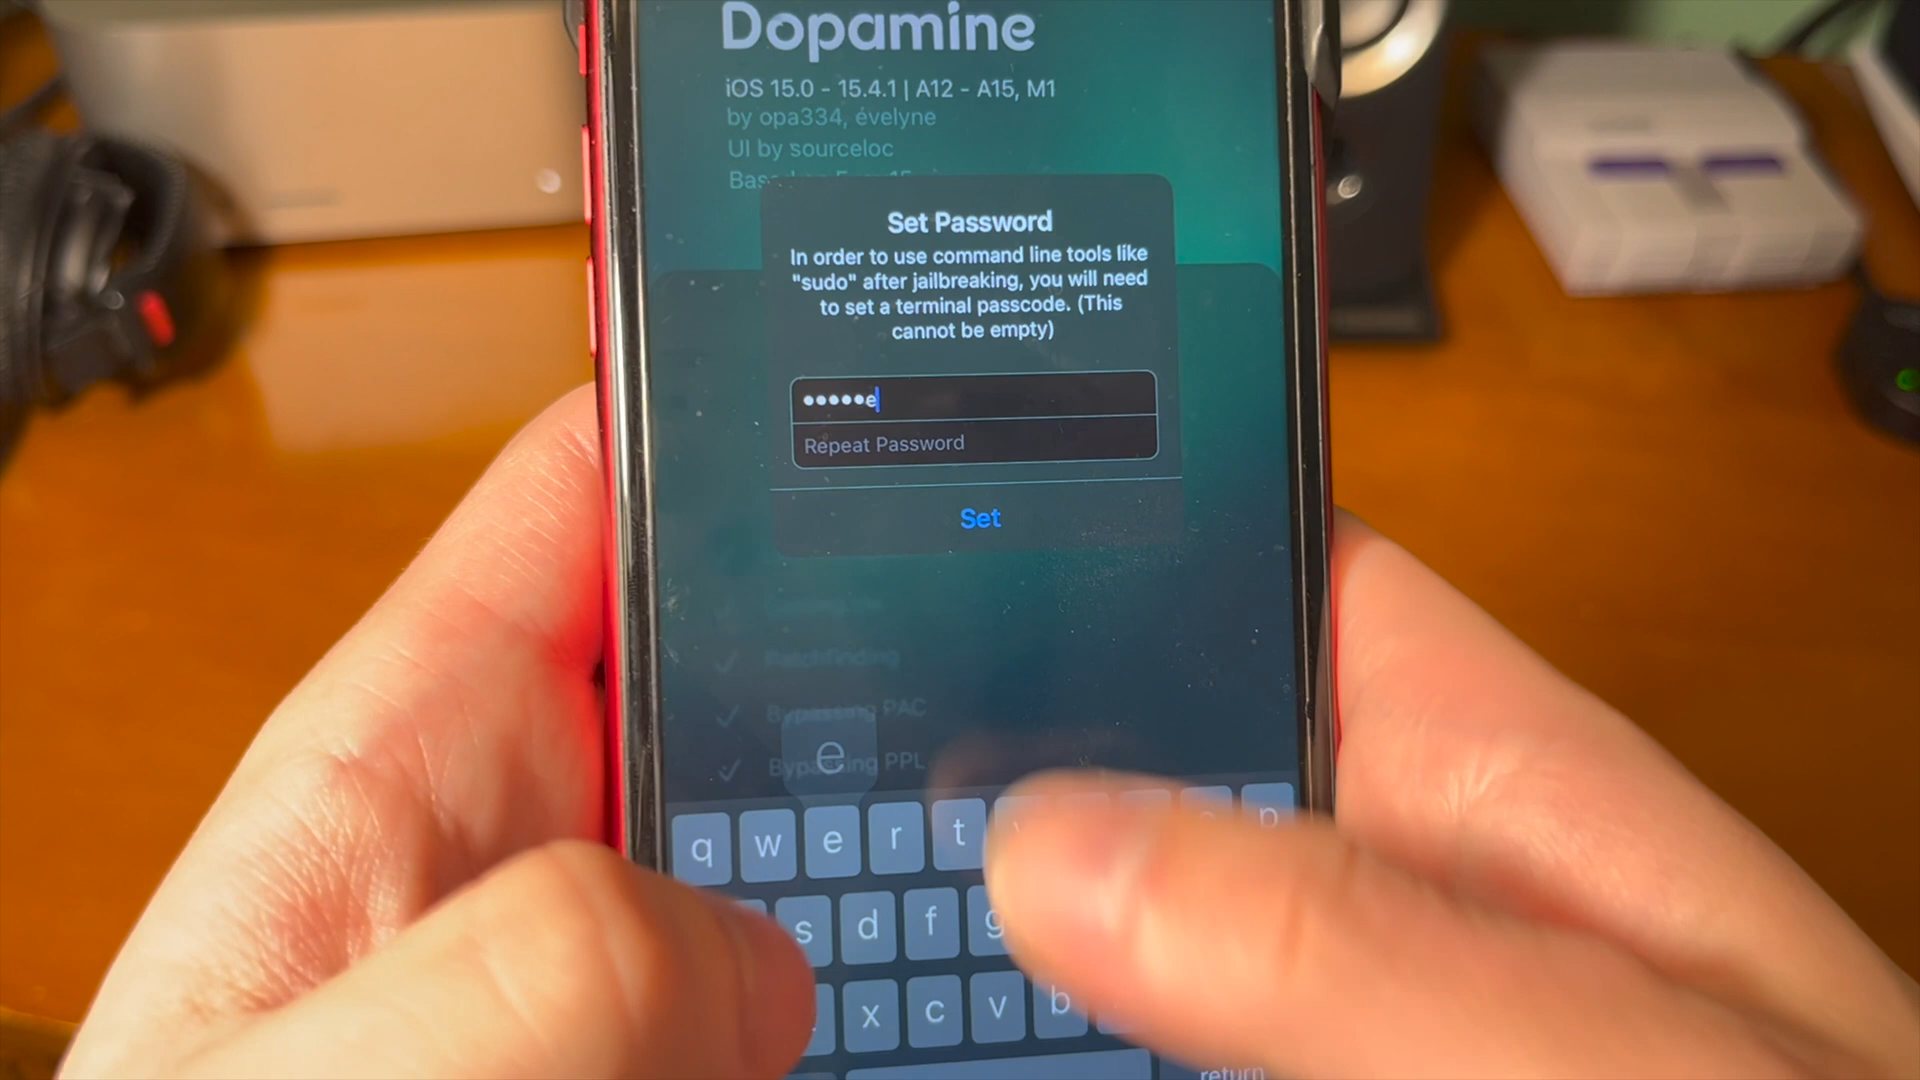 Dopamine
iOS 15.0 - 15.4.1 | A12 - A15, M1
by opa334, évelyne
UI by sourceloc
Set Password
In order to use command line tools like
"sudo" after jailbreaking, you will need
to set a terminal passcode. (This
cannot be empty)
•••••e
Repeat Password
Set
Patchfinding
Bypassing PAC
Bypassing PPL
e
q w e r t p
s d f g
x c v b
return